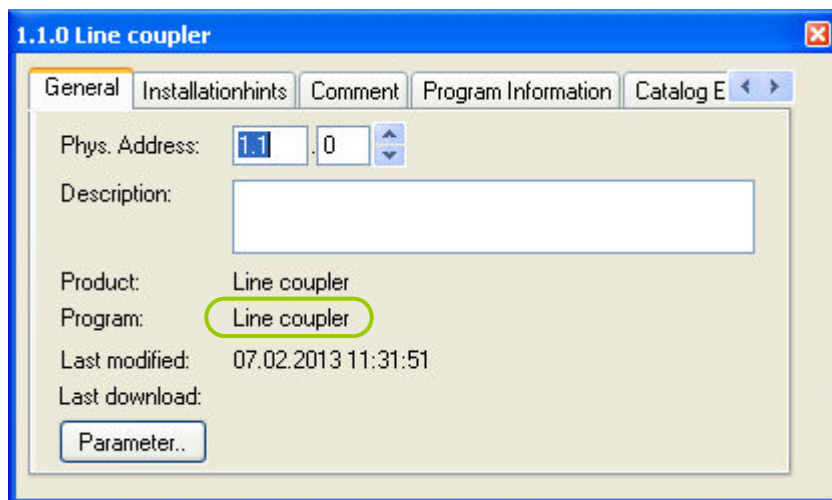 1.1.0 Line coupler
General Installationhints Comment Program Information Catalog E
Phys. Address: 1.1 . 0
Description:
Product: Line coupler
Program: Line coupler
Last modified: 07.02.2013 11:31:51
Last download:
Parameter..